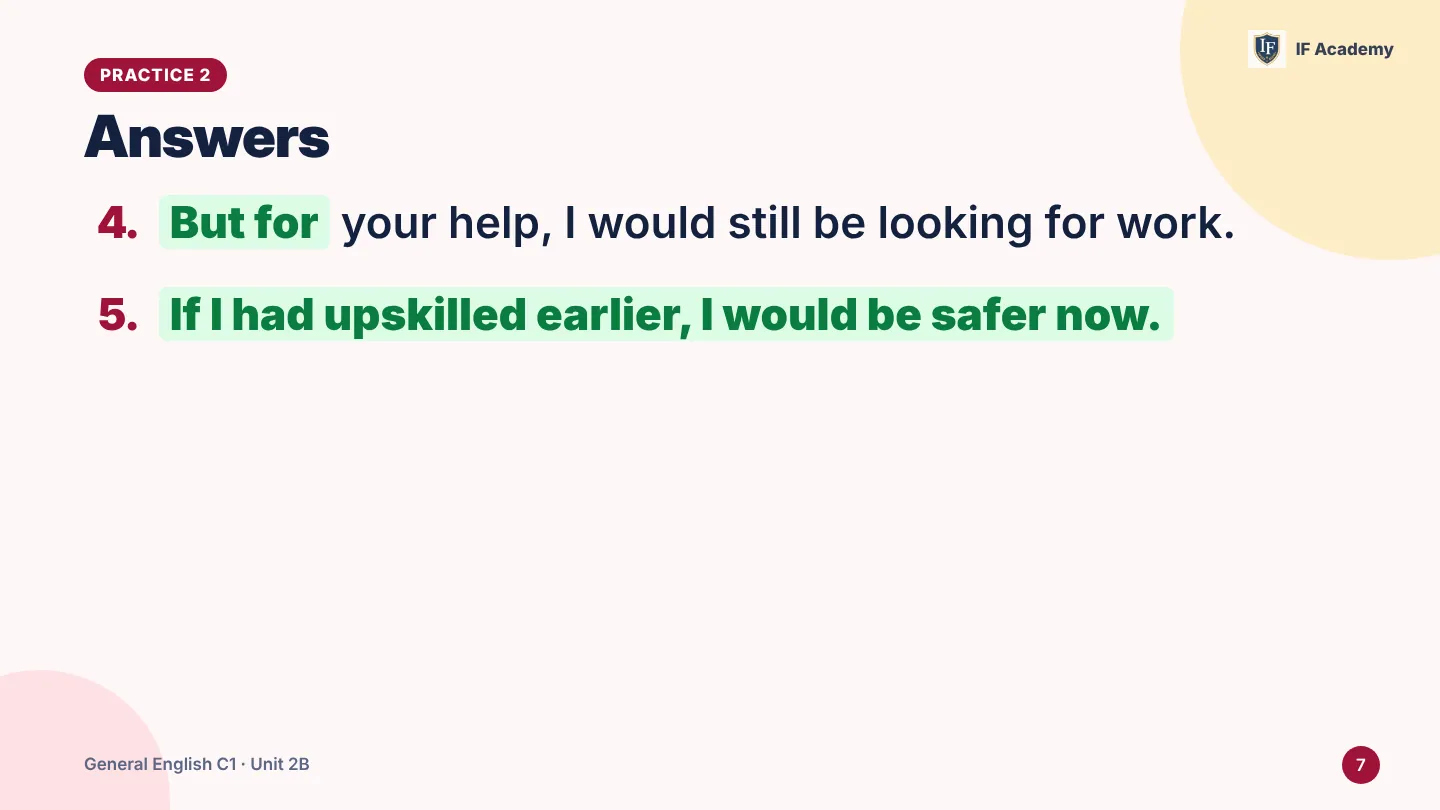 IF IF Academy
PRACTICE 2
Answers
4. But for your help, I would still be looking for work.
5. If I had upskilled earlier, I would be safer now.
General English C1 · Unit 2B
7